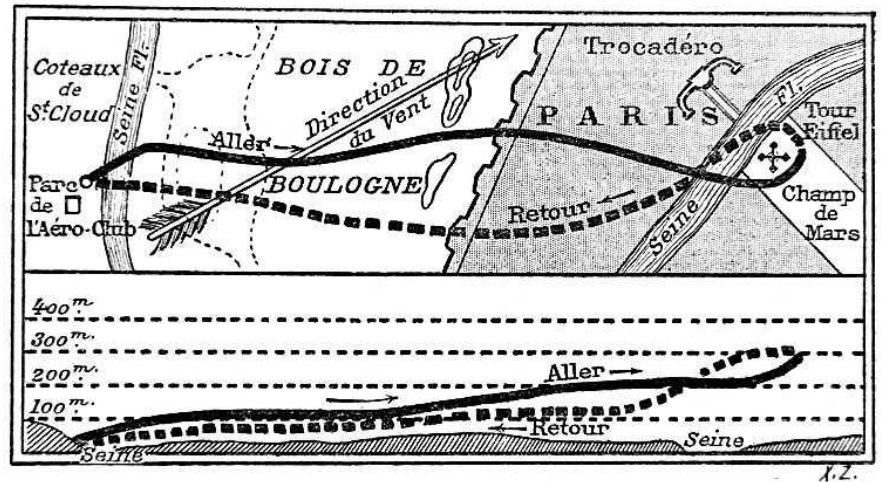 Trocadéro
Coteaux
de
St Cloud
Seine Fl.
BOIS DE
Direction
du Vent
Fl.
PARIS
Tour
Eiffel
Aller
BOULOGNE
Parc
de
l'Aéro-Club
Retour
Seine
Champ
de
Mars
400m.
300m.
200m.
Aller
100m.
Retour
Seine
Seine
X.Z.